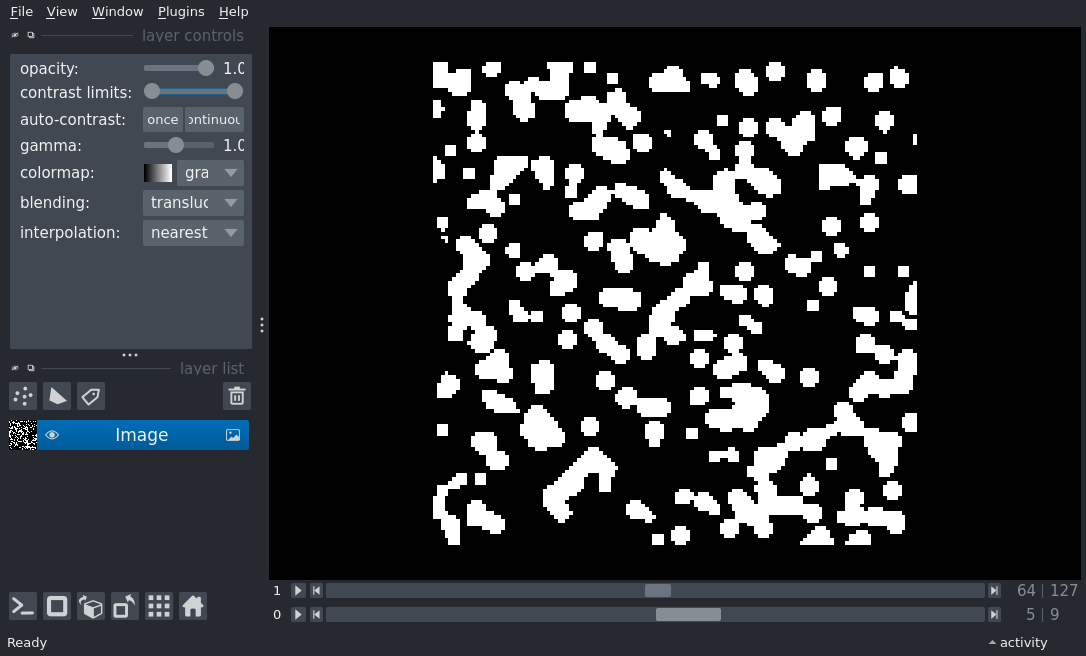 File View Window Plugins Help
layer controls
opacity: 1.0
contrast limits:
auto-contrast: once ontinuou
gamma: 1.0
colormap: gra
blending: transluc
interpolation: nearest
layer list
Image
1 64 | 127
0 5 | 9
Ready activity